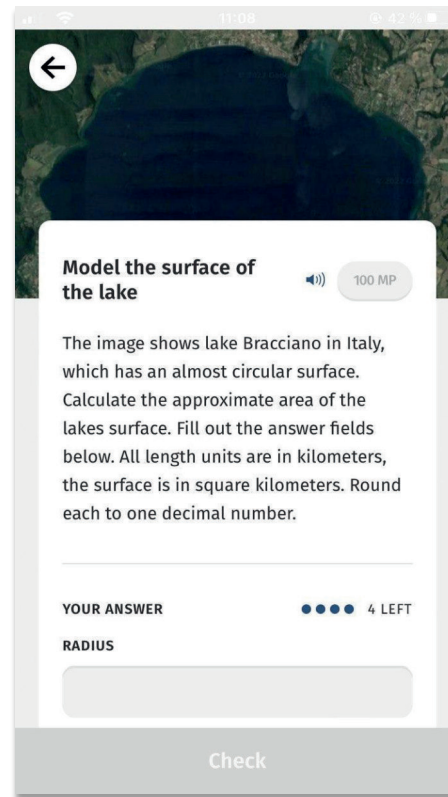 11:08
42 %
Model the surface of
the lake
100 MP
The image shows lake Bracciano in Italy,
which has an almost circular surface.
Calculate the approximate area of the
lakes surface. Fill out the answer fields
below. All length units are in kilometers,
the surface is in square kilometers. Round
each to one decimal number.
YOUR ANSWER
4 LEFT
RADIUS
Check